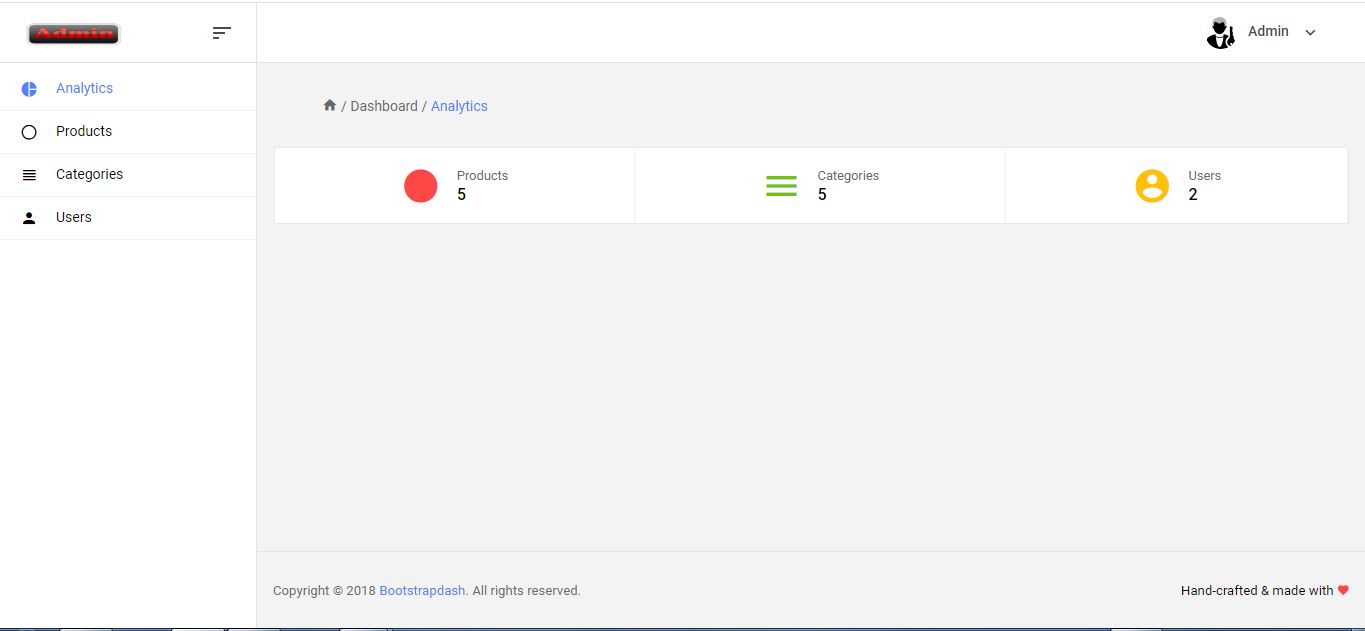 Admin
Admin
Analytics
Products
Categories
Users
/ Dashboard / Analytics
Products
5
Categories
5
Users
2
Copyright © 2018 Bootstrapdash. All rights reserved.
Hand-crafted & made with